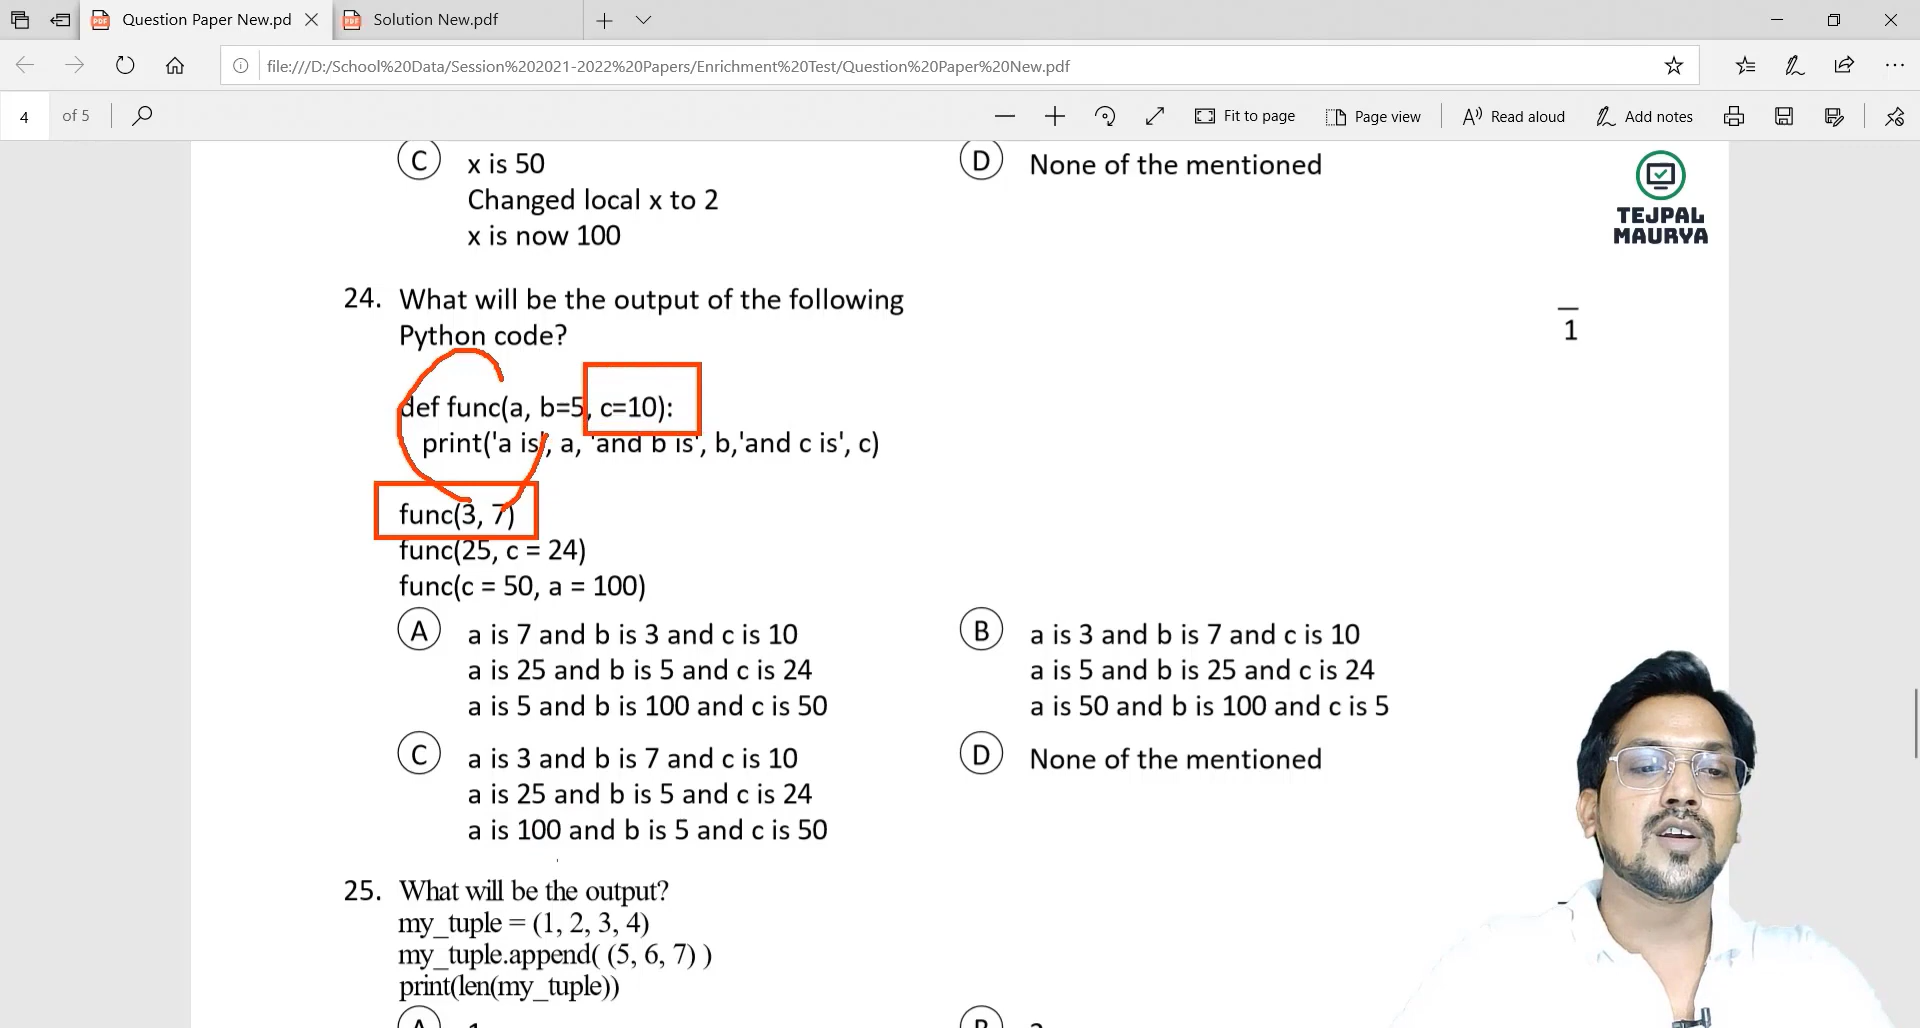 Question Paper New.pd
Solution New.pdf
file:///D:/School%20Data/Session%202021-2022%20Papers/Enrichment%20Test/Question%20Paper%20New.pdf
4 of 5
Fit to page
Page view
Read aloud
Add notes
C x is 50
Changed local x to 2
x is now 100
D None of the mentioned
TEJPAL
MAURYA
24. What will be the output of the following
Python code?
1
def func(a, b=5, c=10):
print('a is', a, 'and b is', b,'and c is', c)
func(3, 7)
func(25, c = 24)
func(c = 50, a = 100)
A a is 7 and b is 3 and c is 10
a is 25 and b is 5 and c is 24
a is 5 and b is 100 and c is 50
B a is 3 and b is 7 and c is 10
a is 5 and b is 25 and c is 24
a is 50 and b is 100 and c is 5
C a is 3 and b is 7 and c is 10
a is 25 and b is 5 and c is 24
a is 100 and b is 5 and c is 50
D None of the mentioned
25. What will be the output?
my_tuple = (1, 2, 3, 4)
my_tuple.append( (5, 6, 7) )
print(len(my_tuple))
A
B